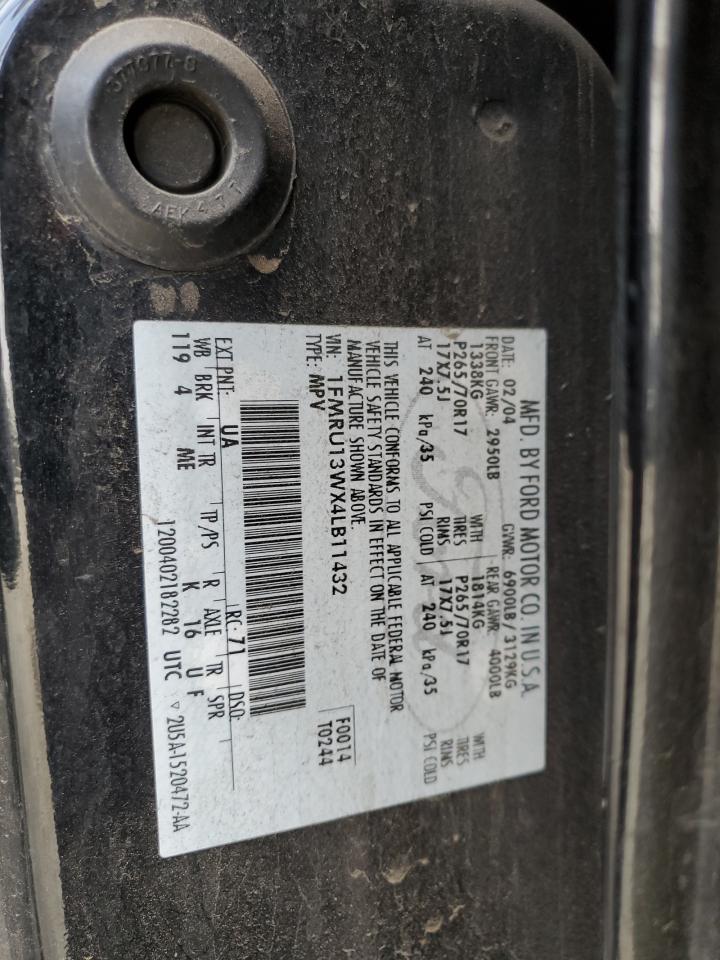 377977-S
AEK477
MFD. BY FORD MOTOR CO. IN U.S.A.
DATE: 02/04 GVWR: 6900LB / 3129KG
FRONT GAWR: 2950LB REAR GAWR: 4000LB
1338KG WITH 1814KG WITH
P265/70R17 TIRES P265/70R17 TIRES
17X7.5J RIMS 17X7.5J RIMS
AT 240 kPa/35 PSI COLD AT 240 kPa/35 PSI COLD
THIS VEHICLE CONFORMS TO ALL APPLICABLE FEDERAL MOTOR
VEHICLE SAFETY STANDARDS IN EFFECT ON THE DATE OF
MANUFACTURE SHOWN ABOVE.
VIN: 1FMRU13WX4LB11432 F0014
TYPE: MPV T0244
EXT PNT: UA RC: 71 DSO:
WB BRK INT TR TP/PS R AXLE TR SPR
119 4 ME K 16 U F
1200402182282 UTC ▽2U5A-1520472-AA